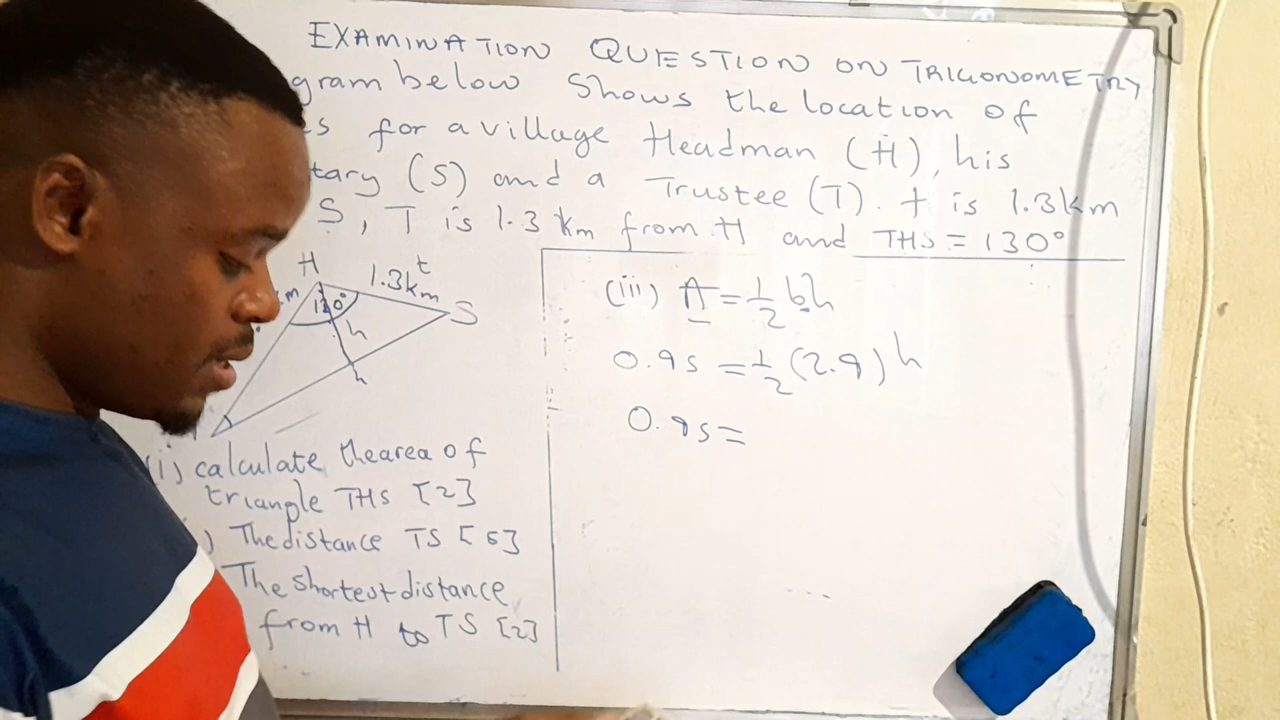 EXAMINATION QUESTION ON TRIGONOMETRY
gram below shows the location of
s for a village Headman (H), his
tary (S) and a Trustee (T). t is 1.3km
S, T is 1.3 km from H and THS = 130°
H
1.3km
t
m
130°
S
h
(i) calculate the area of
triangle THS [2]
) The distance TS [5]
The shortest distance
from H to TS [2]
(iii) A = 1/2 bh
0.9s = 1/2 (2.9) h
0.9s =